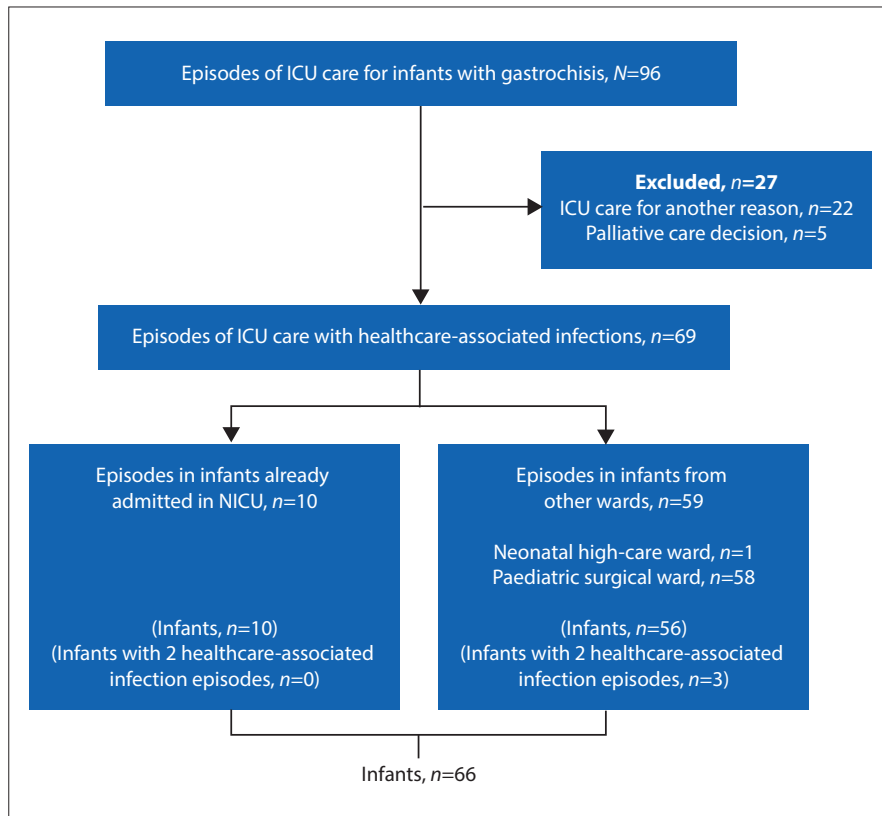 Episodes of ICU care for infants with gastrochisis, N=96
Excluded, n=27
ICU care for another reason, n=22
Palliative care decision, n=5
Episodes of ICU care with healthcare-associated infections, n=69
Episodes in infants already
admitted in NICU, n=10
(Infants, n=10)
(Infants with 2 healthcare-associated
infection episodes, n=0)
Episodes in infants from
other wards, n=59
Neonatal high-care ward, n=1
Paediatric surgical ward, n=58
(Infants, n=56)
(Infants with 2 healthcare-associated
infection episodes, n=3)
Infants, n=66